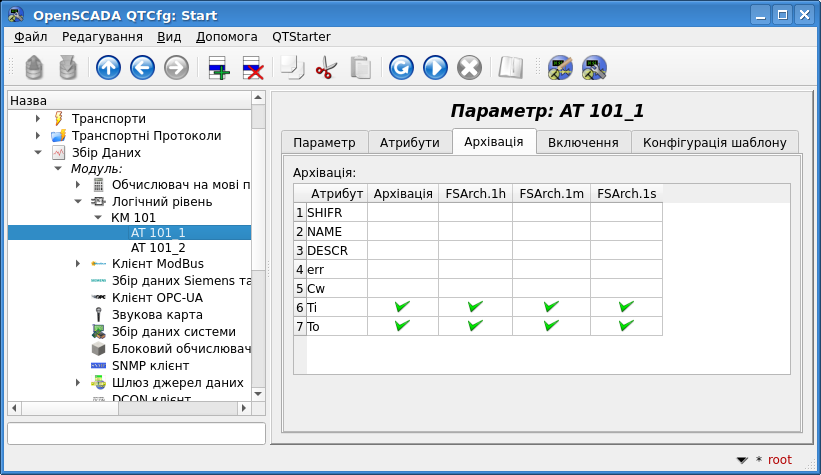 OpenSCADA QTCfg: Start
Файл Редагування Вид Допомога QTStarter
Назва
Транспорти
Транспортні Протоколи
Збір Даних
Модуль:
Обчислювач на мові п
Логічний рівень
КМ 101
AT 101_1
AT 101_2
Клієнт ModBus
Збір даних Siemens та
Клієнт OPC-UA
Звукова карта
Збір даних системи
Блоковий обчислювач
SNMP клієнт
Шлюз джерел даних
DCON клієнт
Параметр: AT 101_1
Параметр Атрибути Архівація Включення Конфігурація шаблону
Архівація:
Атрибут Архівація FSArch.1h FSArch.1m FSArch.1s
1 SHIFR
2 NAME
3 DESCR
4 err
5 Cw
6 Ti
7 To
* root